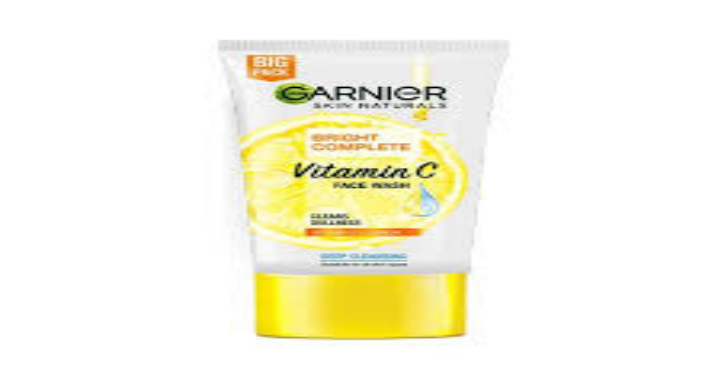 BIG
PACK
GARNIER
SKIN NATURALS
BRIGHT
COMPLETE
Vitamin C
FACE WASH
CLEANS
DULLNESS
DEEP CLEANSING